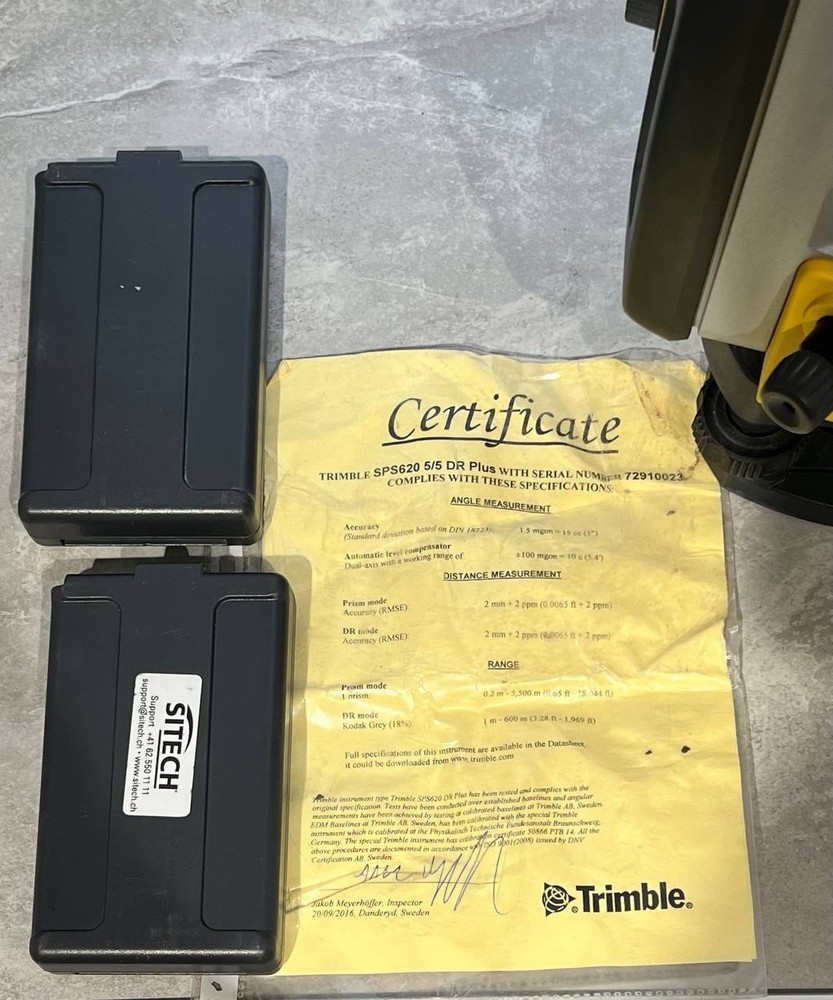 Certificate
TRIMBLE SPS620 5/5 DR Plus WITH SERIAL NUMBER 72910023
COMPLIES WITH THESE SPECIFICATIONS:
ANGLE MEASUREMENT
Accuracy
(Standard deviation based on DIN 18723): 1.5 mgon = 15 cc (5")
Automatic level compensator
Dual-axis with a working range of ±100 mgon = 10 c (5.4')
DISTANCE MEASUREMENT
Prism mode
Accuracy (RMSE): 2 mm + 2 ppm (0.0065 ft + 2 ppm)
DR mode
Accuracy (RMSE): 2 mm + 2 ppm (0.0065 ft + 2 ppm)
RANGE
Prism mode
1 prism: 0.2 m - 5,500 m (0.65 ft -
DR mode
Kodak Grey (18%): 1 m - 600 m (3.28 ft - 1,969 ft)
Full specifications of this instrument are available in the Datasheet,
it could be downloaded from www.trimble.com
Trimble instrument type Trimble SPS620 DR Plus has been tested and complies with the
original specification. Tests have been conducted over established baselines and angular
measurements have been achieved by testing at calibrated baselines at Trimble AB, Sweden.
EDM Baselines at Trimble AB, Sweden, has been calibrated with the special Trimble
instrument which is calibrated at the Physikalisch Technische Bundesanstalt Braunschweig,
Germany. The special Trimble instrument has calibration certificate 50866 PTB 14. All the
above procedures are documented in accordance with ISO 9001(2008) issued by DNV
Certification AB, Sweden.
Jakob Meyerhöffer, Inspector
20/09/2016, Danderyd, Sweden
Trimble.
SITECH
Support +41 62 550 11 11
support@sitech.ch • www.sitech.ch